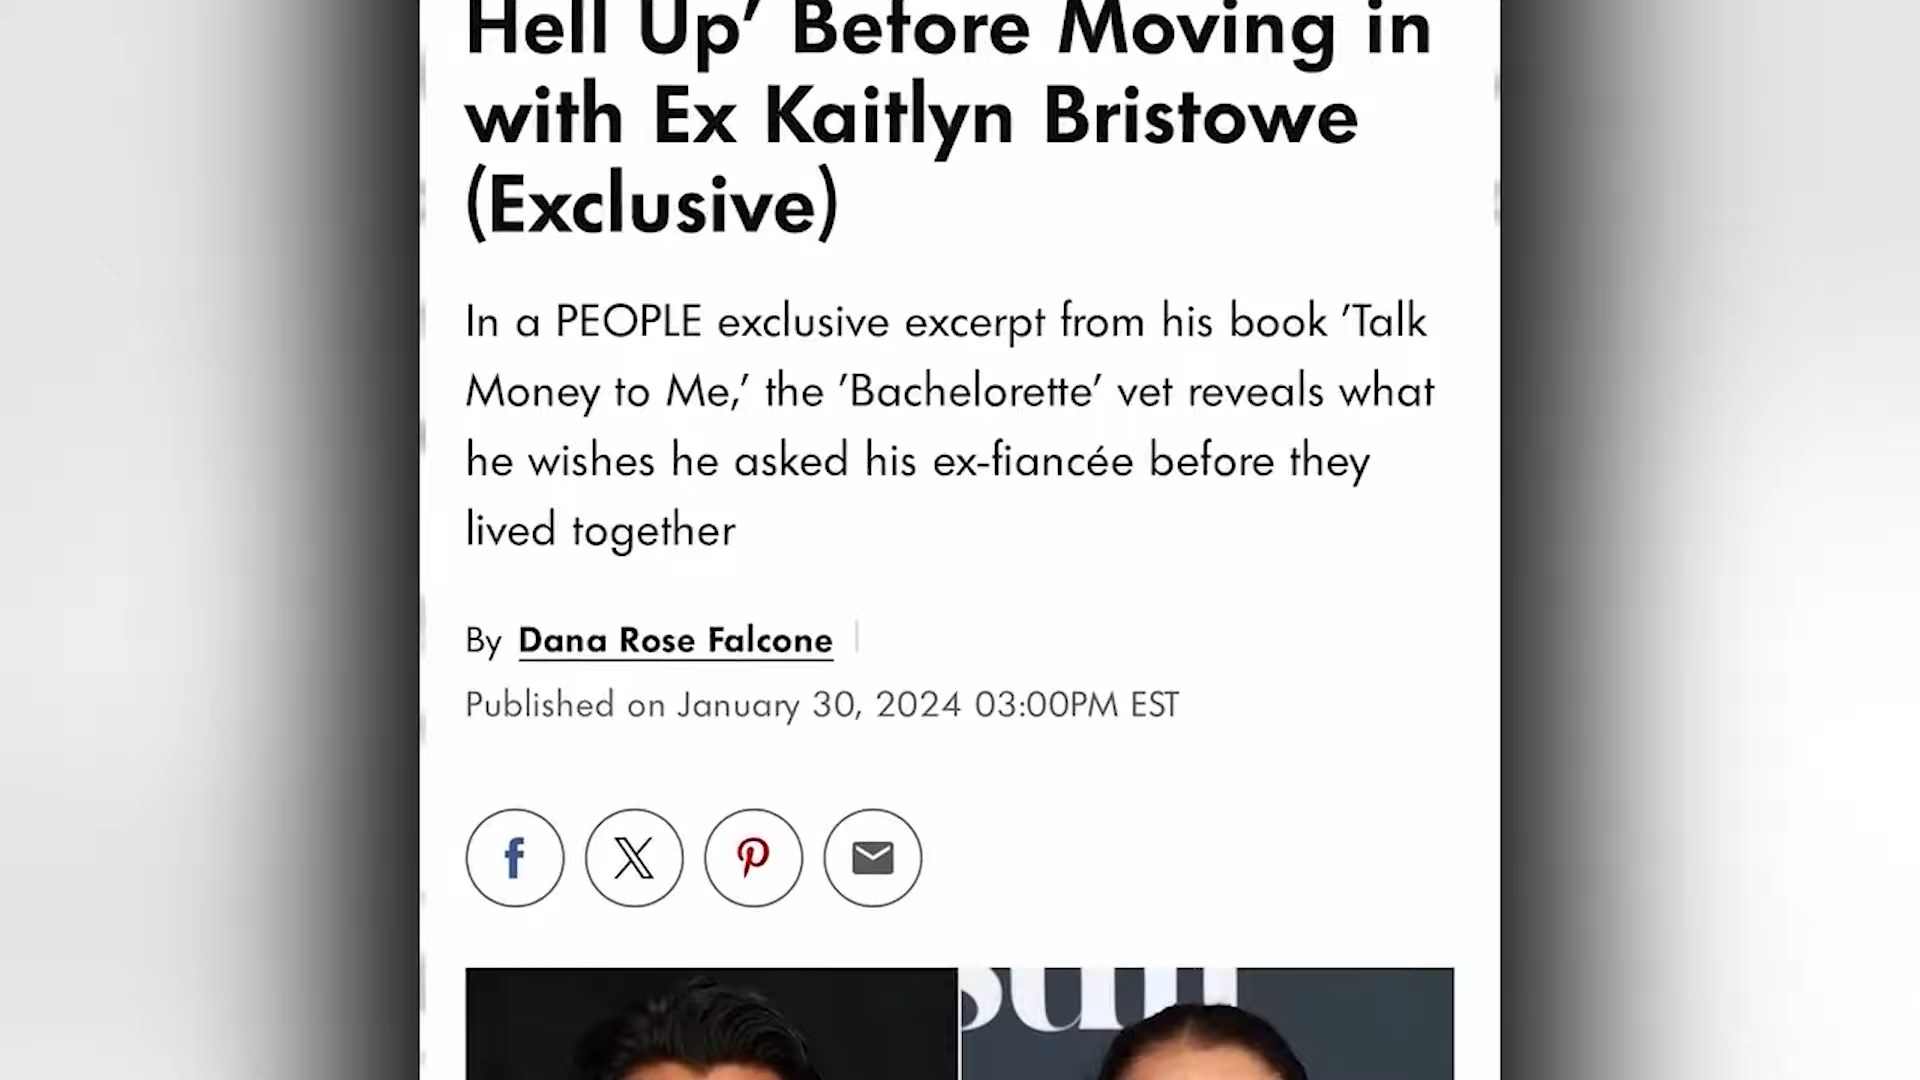 Hell Up’ Before Moving in
with Ex Kaitlyn Bristowe
(Exclusive)
In a PEOPLE exclusive excerpt from his book ’Talk
Money to Me,’ the ’Bachelorette’ vet reveals what
he wishes he asked his ex-fiancée before they
lived together
By Dana Rose Falcone
Published on January 30, 2024 03:00PM EST